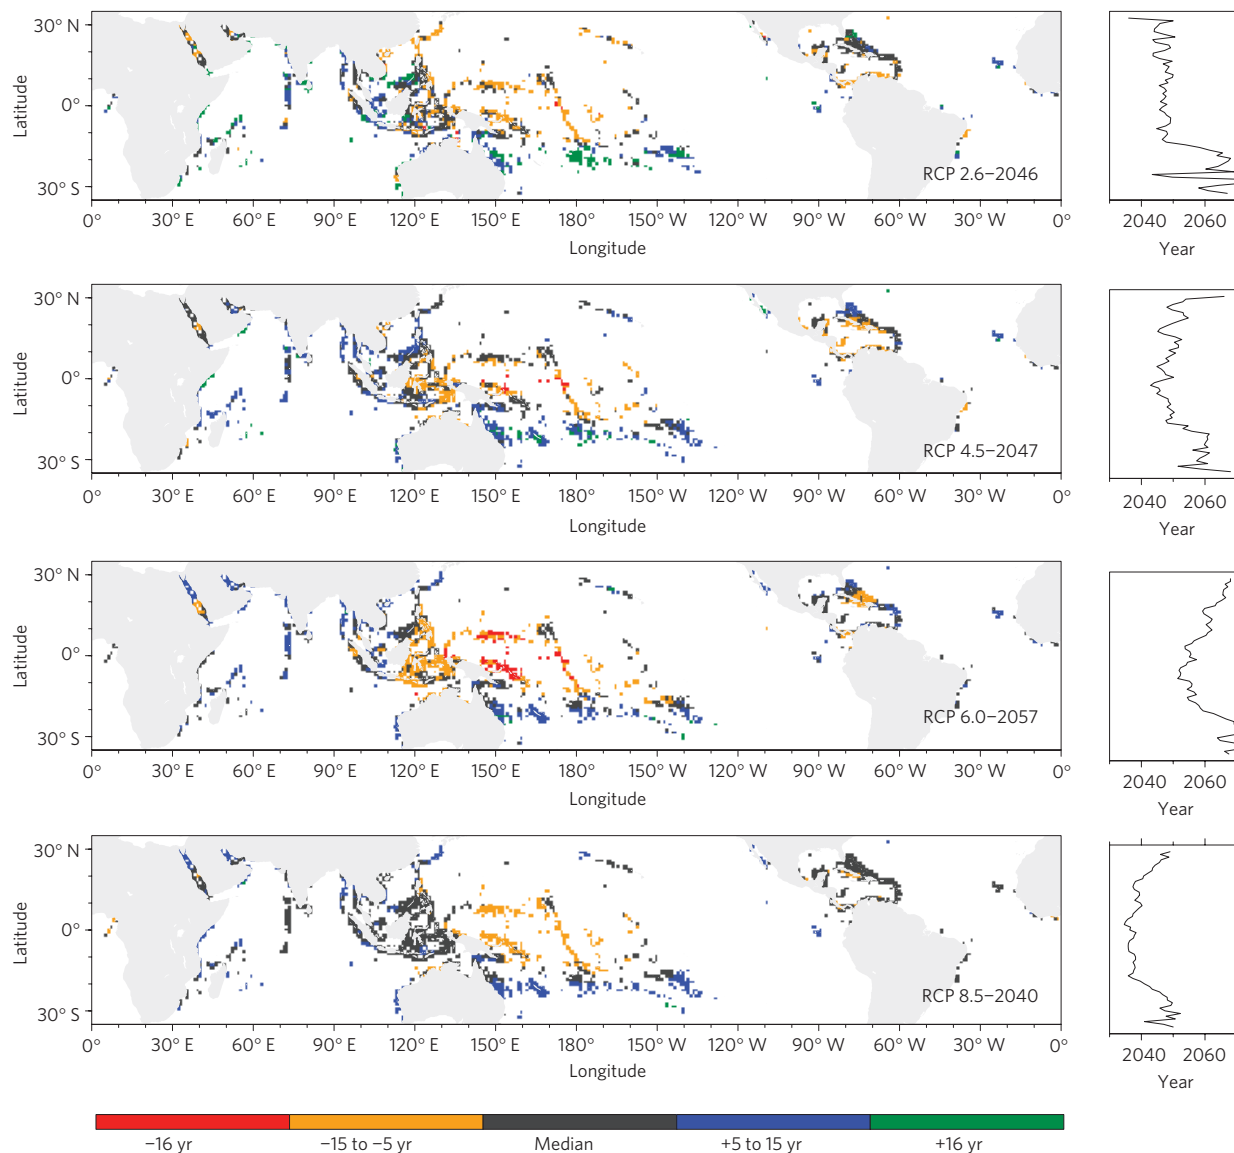 30° N
0°
30° S
Latitude
RCP 2.6–2046
0° 30° E 60° E 90° E 120° E 150° E 180° 150° W 120° W 90° W 60° W 30° W 0°
Longitude
2040 2060
Year
30° N
0°
30° S
Latitude
RCP 4.5–2047
0° 30° E 60° E 90° E 120° E 150° E 180° 150° W 120° W 90° W 60° W 30° W 0°
Longitude
2040 2060
Year
30° N
0°
30° S
Latitude
RCP 6.0–2057
0° 30° E 60° E 90° E 120° E 150° E 180° 150° W 120° W 90° W 60° W 30° W 0°
Longitude
2040 2060
Year
30° N
0°
30° S
Latitude
RCP 8.5–2040
0° 30° E 60° E 90° E 120° E 150° E 180° 150° W 120° W 90° W 60° W 30° W 0°
Longitude
2040 2060
Year
−16 yr −15 to −5 yr Median +5 to 15 yr +16 yr